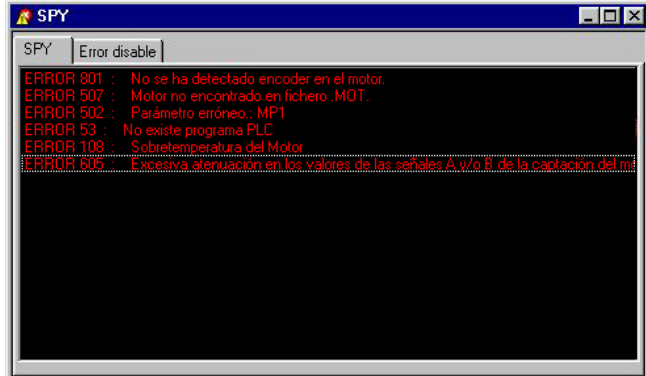 SPY
SPY Error disable
ERROR 801 : No se ha detectado encoder en el motor.
ERROR 507 : Motor no encontrado en fichero .MOT.
ERROR 502 : Parámetro erróneo.: MP1
ERROR 53 : No existe programa PLC
ERROR 108 : Sobretemperatura del Motor
ERROR 605 : Excesiva atenuación en los valores de las señales A y/o B de la captación del